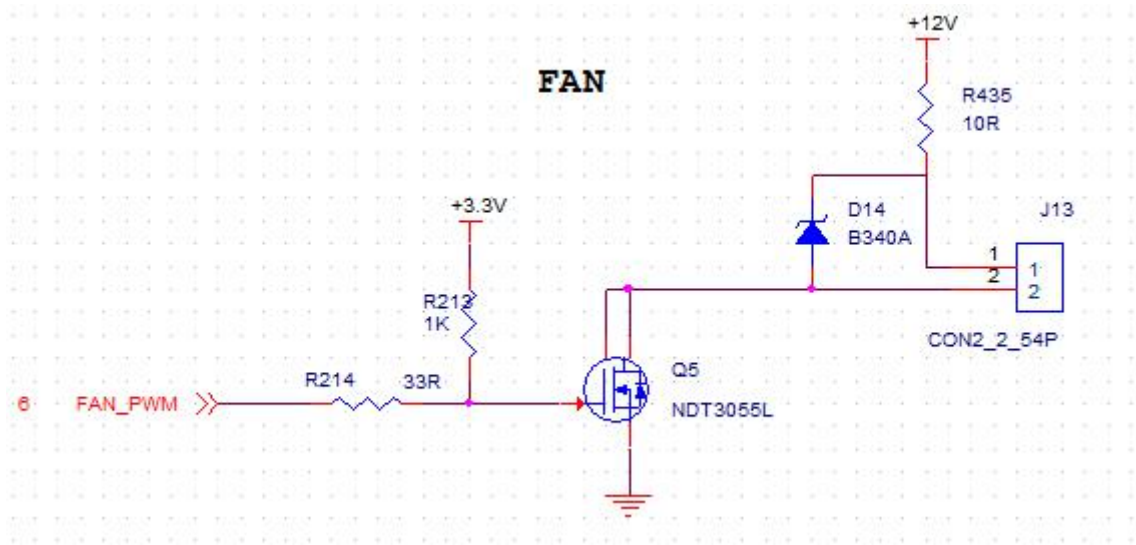 +12V
FAN
R435
10R
+3.3V
D14
B340A
J13
1
2
1
2
R213
1K
CON2_2_54P
R214
33R
Q5
6
FAN_PWM
NDT3055L